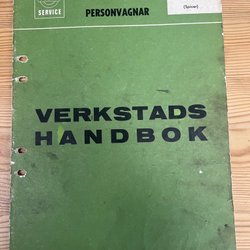 SERVICE
PERSONVAGNAR
VERKSTADS
HANDBOK